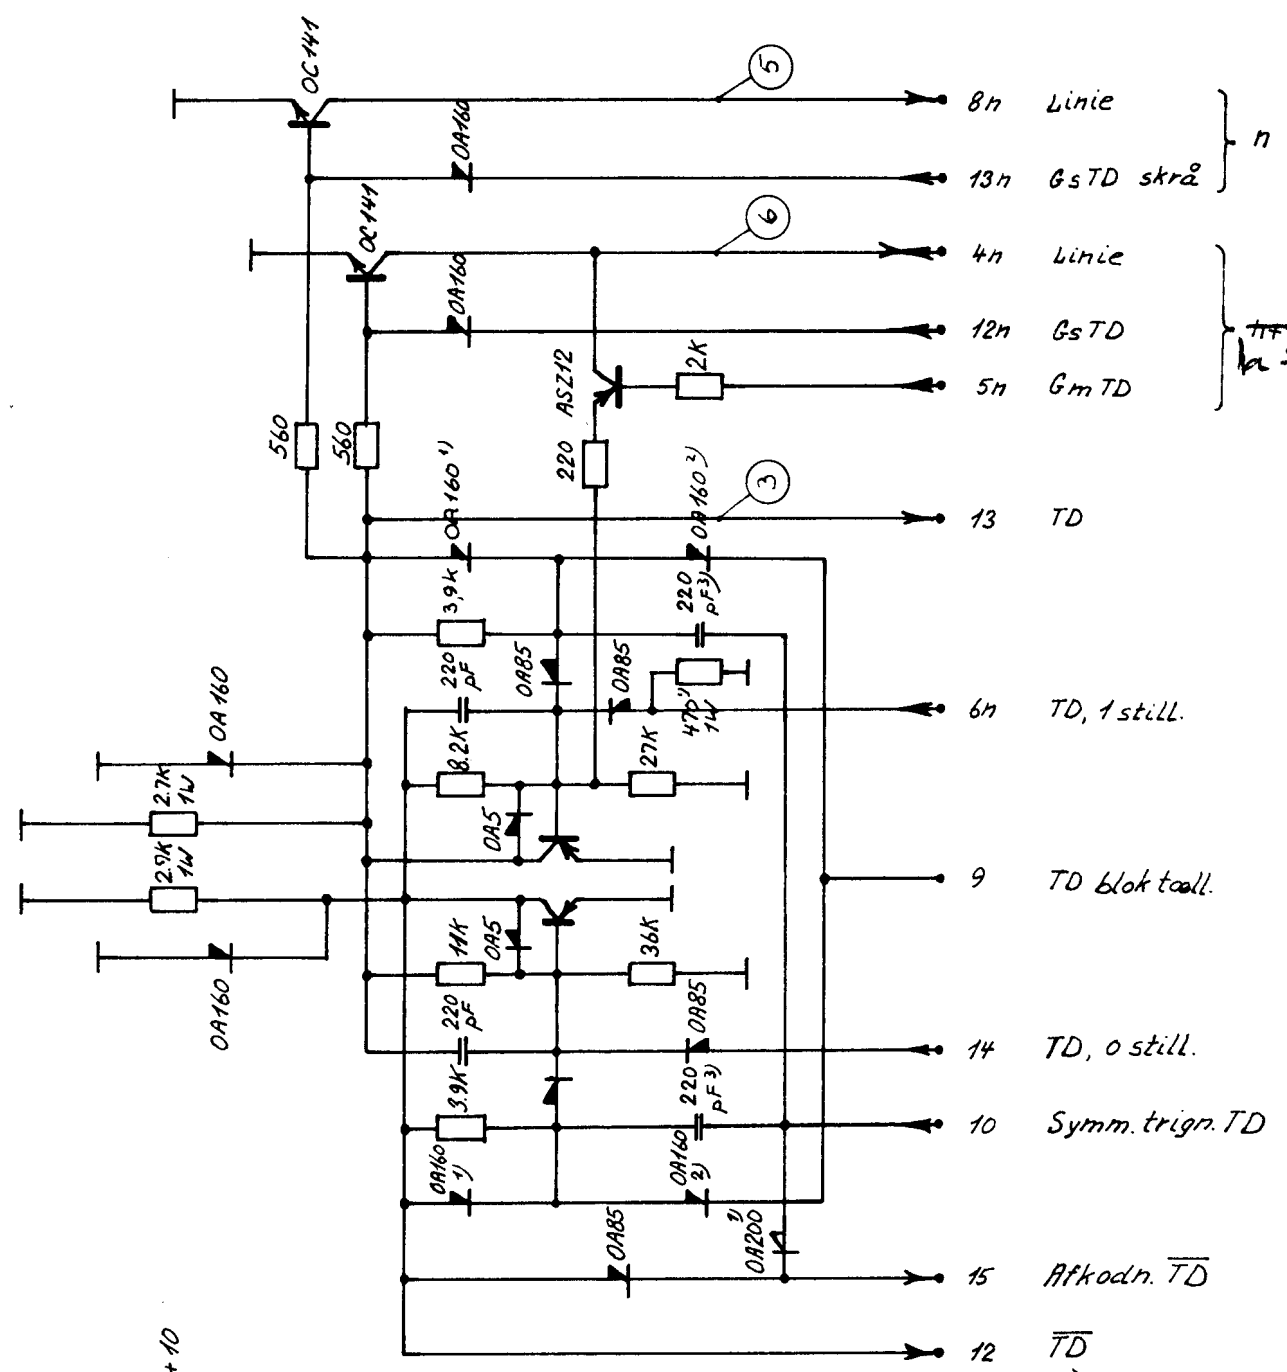 OC141
5
8n Linie
OA160
13n GsTD skrå
n
OC141
6
4n Linie
OA160
12n GsTD
ASZ12
2K
5n GmTD
560
560
OA160 1)
220
OA160 2)
3
13 TD
3,9K
220 pF 3)
OA85
OA85
220 pF
470 1) 1W
6n TD, 1 still.
OA160
8.2K
27K
2.7K 1W
OA5
2.7K 1W
9 TD blok tæll.
11K
OA5
36K
OA160
220 pF
OA85
14 TD, 0 still.
3.9K
220 pF 3)
10 Symm. trign. TD
OA160 1)
OA160 2)
OA85
OA200 1)
15 Afkodn. T̅D̅
+10
12 T̅D̅